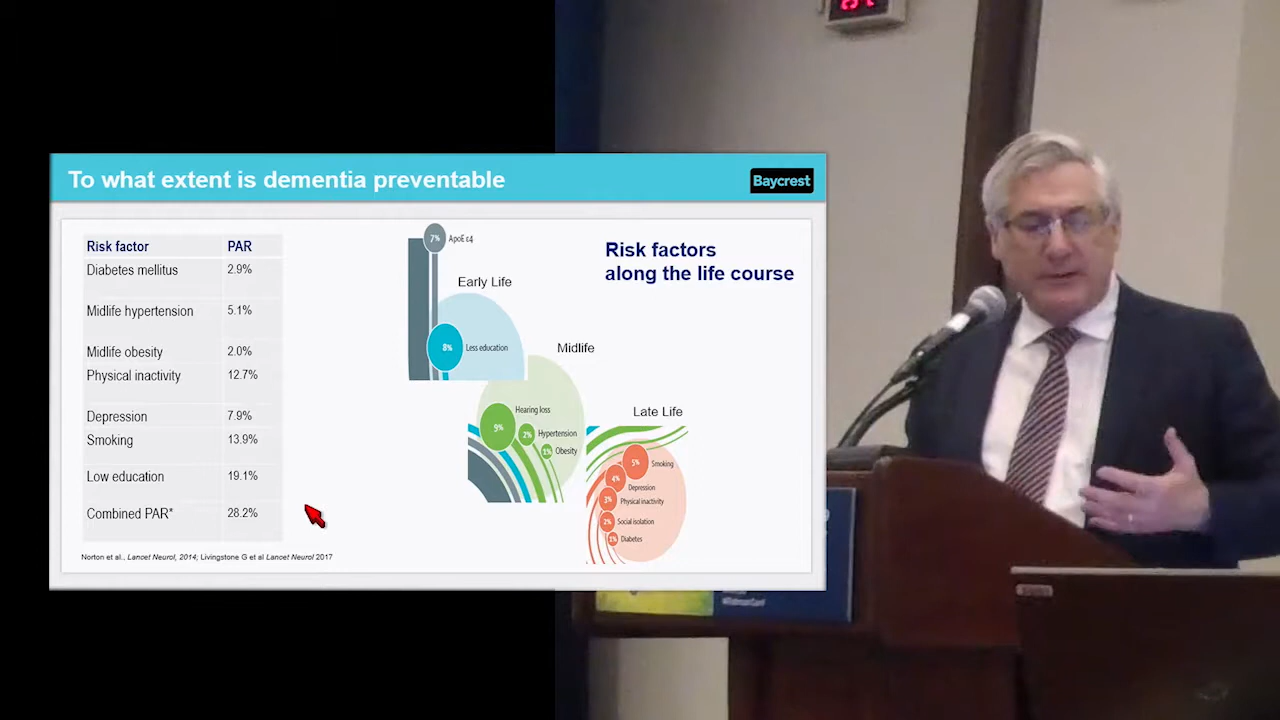 To what extent is dementia preventable
Baycrest
Risk factor PAR
Diabetes mellitus 2.9%
Midlife hypertension 5.1%
Midlife obesity 2.0%
Physical inactivity 12.7%
Depression 7.9%
Smoking 13.9%
Low education 19.1%
Combined PAR* 28.2%
Norton et al., Lancet Neurol, 2014; Livingstone G et al Lancet Neurol 2017
Risk factors
along the life course
7% ApoE ε4
Early Life
8% Less education
Midlife
Hearing loss
9%
2% Hypertension
1% Obesity
Late Life
5% Smoking
4% Depression
3% Physical inactivity
2% Social isolation
1% Diabetes